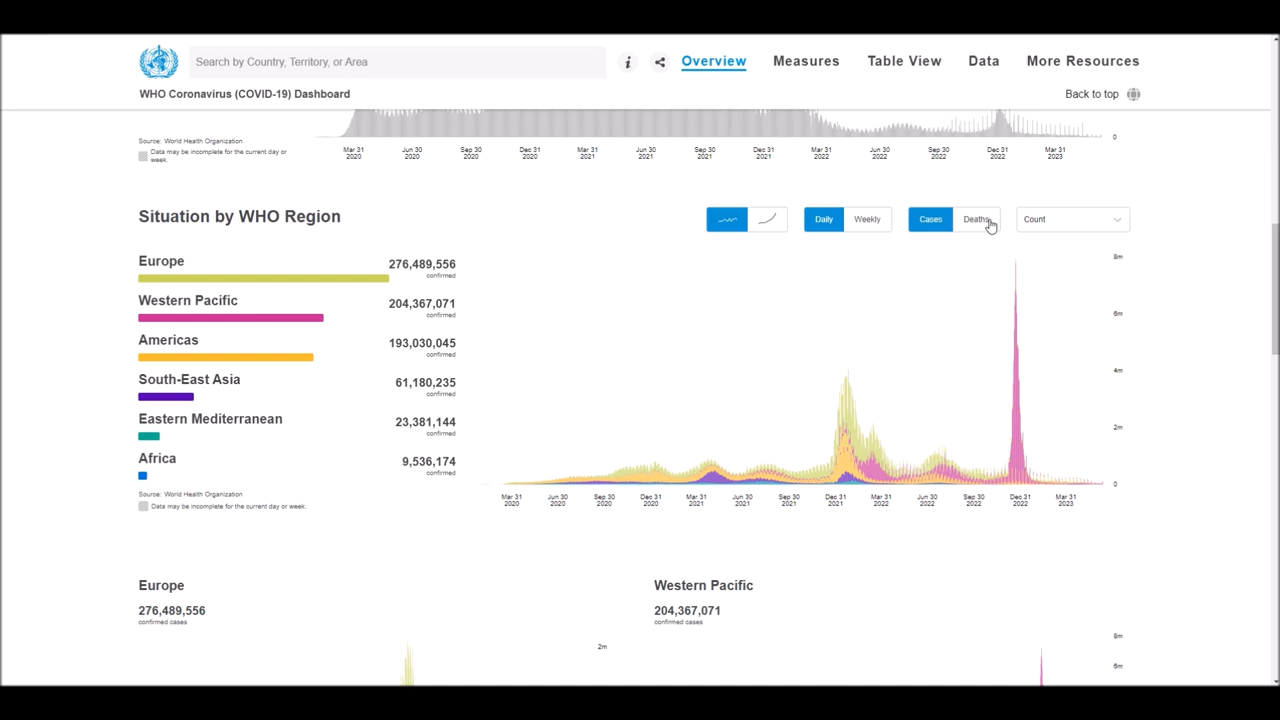 Search by Country, Territory, or Area
i
Overview
Measures
Table View
Data
More Resources
WHO Coronavirus (COVID-19) Dashboard
Back to top
0
Source: World Health Organization
Data may be incomplete for the current day or
week.
Mar 31 Jun 30 Sep 30 Dec 31 Mar 31 Jun 30 Sep 30 Dec 31 Mar 31 Jun 30 Sep 30 Dec 31 Mar 31
2020 2020 2020 2020 2021 2021 2021 2021 2022 2022 2022 2022 2023
Situation by WHO Region
Daily Weekly
Cases Deaths
Count
Europe
276,489,556
confirmed
Western Pacific
204,367,071
confirmed
Americas
193,030,045
confirmed
South-East Asia
61,180,235
confirmed
Eastern Mediterranean
23,381,144
confirmed
Africa
9,536,174
confirmed
Source: World Health Organization
Data may be incomplete for the current day or week.
8m
6m
4m
2m
0
Mar 31 Jun 30 Sep 30 Dec 31 Mar 31 Jun 30 Sep 30 Dec 31 Mar 31 Jun 30 Sep 30 Dec 31 Mar 31
2020 2020 2020 2020 2021 2021 2021 2021 2022 2022 2022 2022 2023
Europe
276,489,556
confirmed cases
2m
Western Pacific
204,367,071
confirmed cases
8m
6m